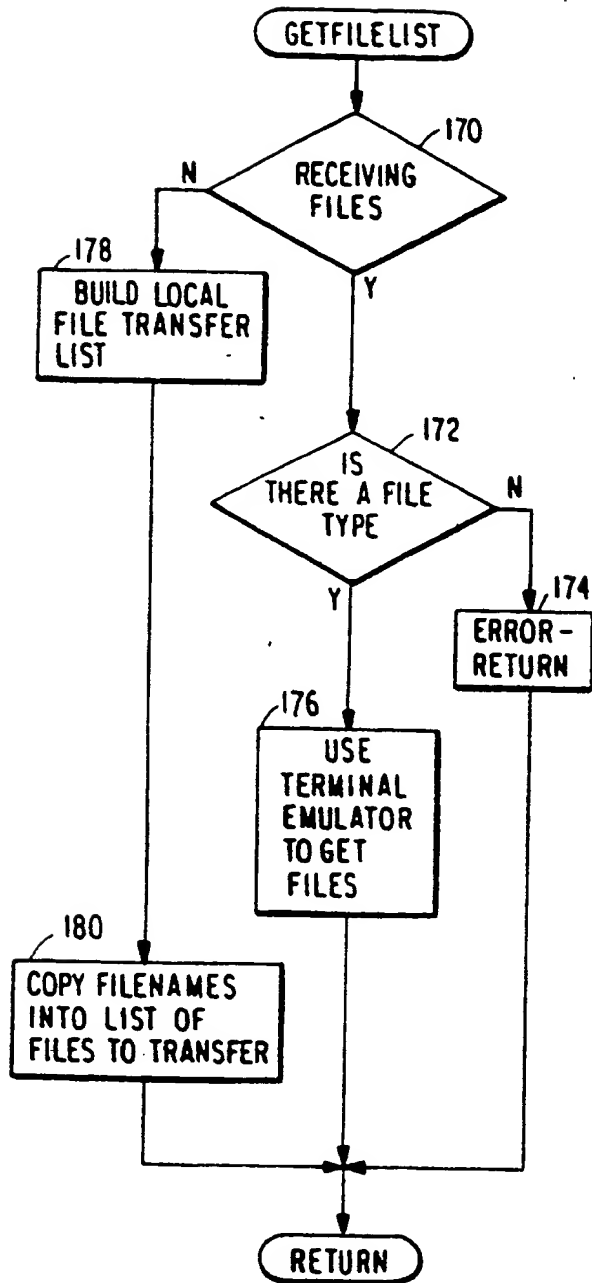 GETFILELIST
170
RECEIVING
FILES
N
Y
178
BUILD LOCAL
FILE TRANSFER
LIST
172
IS
THERE A FILE
TYPE
N
Y
174
ERROR-
RETURN
176
USE
TERMINAL
EMULATOR
TO GET
FILES
180
COPY FILENAMES
INTO LIST OF
FILES TO TRANSFER
RETURN